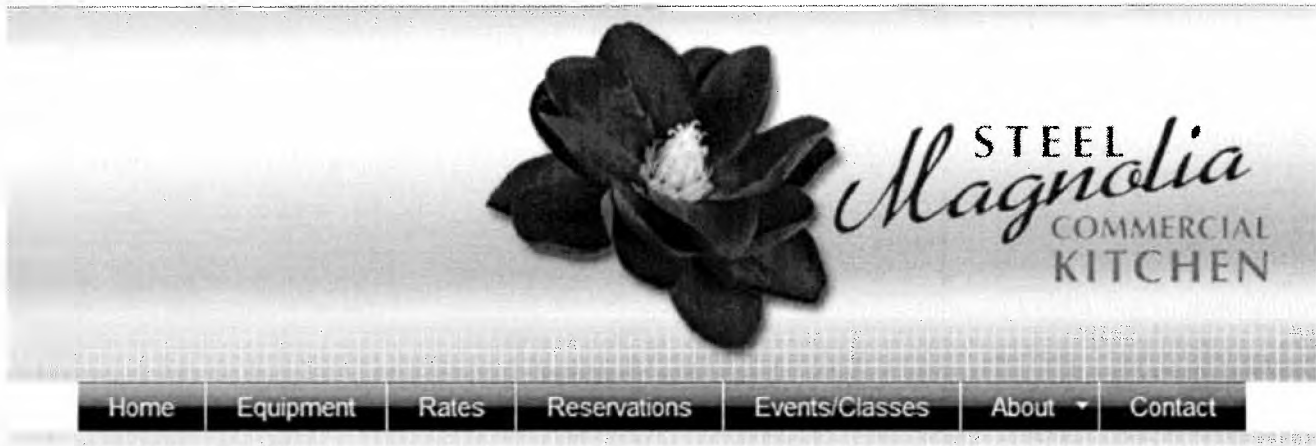 STEEL
Magnolia
COMMERCIAL
KITCHEN
Home Equipment Rates Reservations Events/Classes About Contact